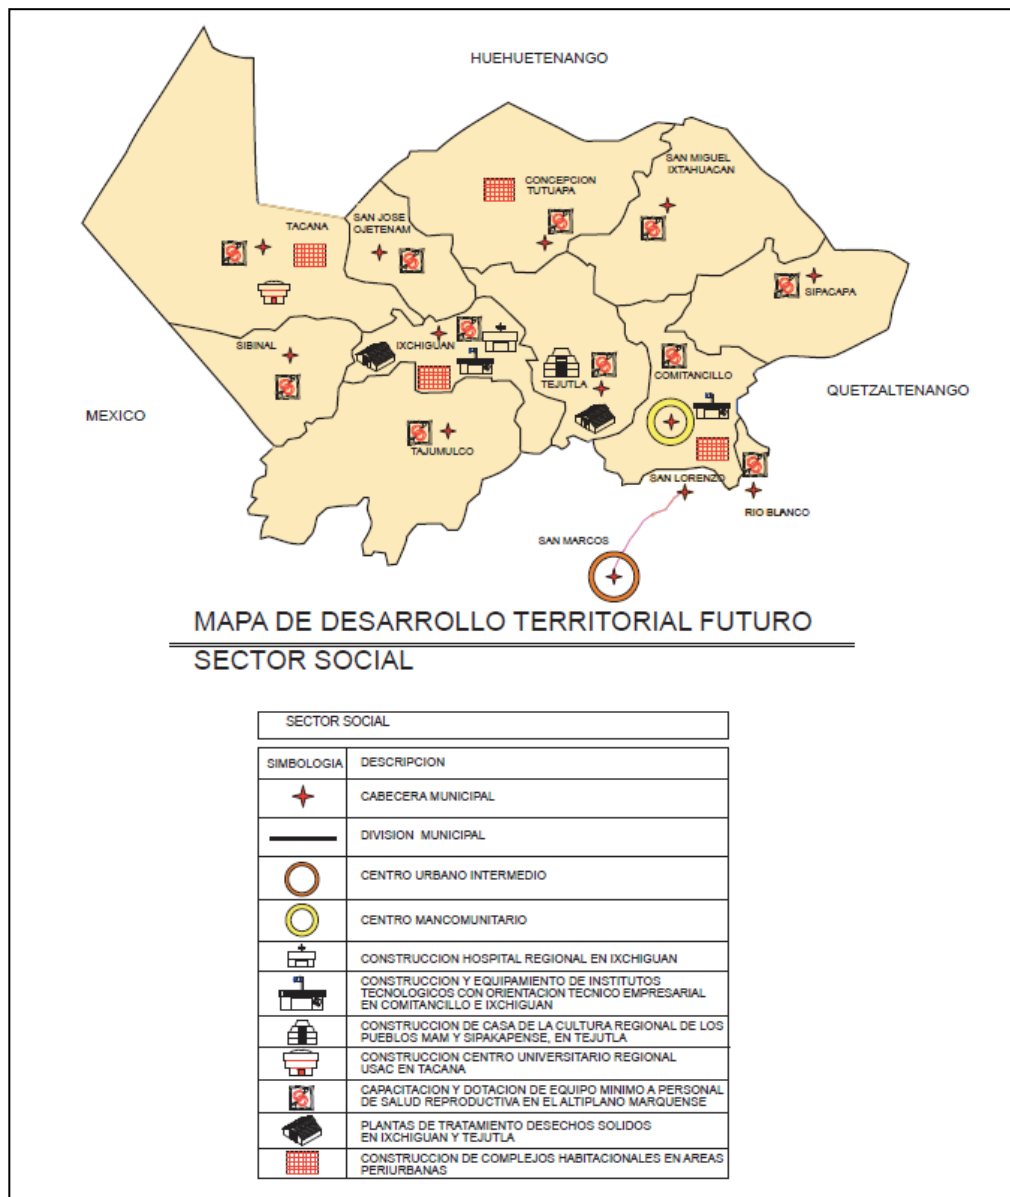 HUEHUETENANGO
SAN MIGUEL
IXTAHUACAN
CONCEPCION
TUTUAPA
SAN JOSE
OJETENAM
TACANA
SIPACAPA
SIBINAL
IXCHIGUAN
TEJUTLA
COMITANCILLO
QUETZALTENANGO
MEXICO
TAJUMULCO
SAN LORENZO
RIO BLANCO
SAN MARCOS
MAPA DE DESARROLLO TERRITORIAL FUTURO
SECTOR SOCIAL
SECTOR SOCIAL
SIMBOLOGIA DESCRIPCION
CABECERA MUNICIPAL
DIVISION MUNICIPAL
CENTRO URBANO INTERMEDIO
CENTRO MANCOMUNITARIO
CONSTRUCCION HOSPITAL REGIONAL EN IXCHIGUAN
CONSTRUCCION Y EQUIPAMIENTO DE INSTITUTOS
TECNOLOGICOS CON ORIENTACION TECNICO EMPRESARIAL
EN COMITANCILLO E IXCHIGUAN
CONSTRUCCION DE CASA DE LA CULTURA REGIONAL DE LOS
PUEBLOS MAM Y SIPAKAPENSE, EN TEJUTLA
CONSTRUCCION CENTRO UNIVERSITARIO REGIONAL
USAC EN TACANA
CAPACITACION Y DOTACION DE EQUIPO MINIMO A PERSONAL
DE SALUD REPRODUCTIVA EN EL ALTIPLANO MARQUENSE
PLANTAS DE TRATAMIENTO DESECHOS SOLIDOS
EN IXCHIGUAN Y TEJUTLA
CONSTRUCCION DE COMPLEJOS HABITACIONALES EN AREAS
PERIURBANAS